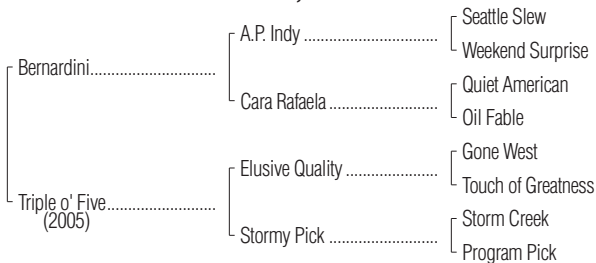 Seattle Slew
A.P. Indy ..............................
Weekend Surprise
Bernardini............................
Quiet American
Cara Rafaela ........................
Oil Fable
Gone West
Elusive Quality .....................
Touch of Greatness
Triple o' Five........................
(2005)
Storm Creek
Stormy Pick ........................
Program Pick